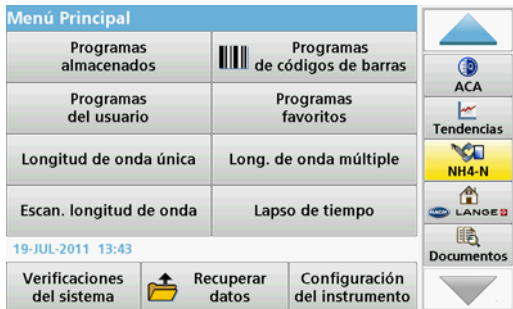 Menú Principal
Programas
almacenados
Programas
de códigos de barras
Programas
del usuario
Programas
favoritos
Longitud de onda única
Long. de onda múltiple
Escan. longitud de onda
Lapso de tiempo
19-JUL-2011 13:43
Verificaciones
del sistema
Recuperar
datos
Configuración
del instrumento
ACA
Tendencias
NH4-N
HACH LANGE
Documentos